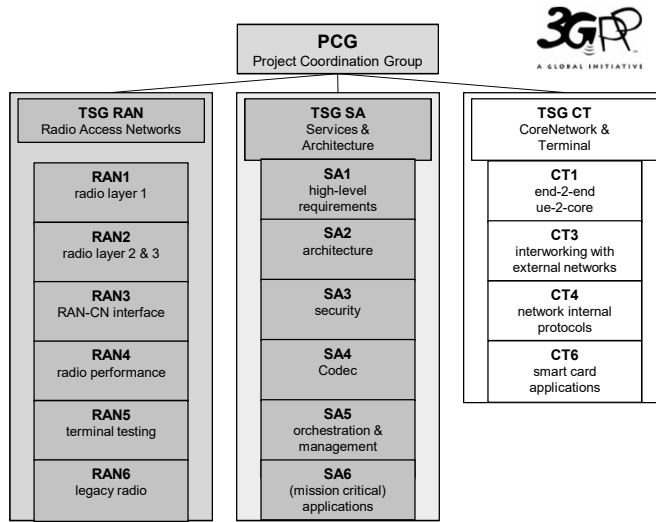 3GPP
TM
A GLOBAL INITIATIVE
PCG
Project Coordination Group
TSG RAN
Radio Access Networks
RAN1
radio layer 1
RAN2
radio layer 2 & 3
RAN3
RAN-CN interface
RAN4
radio performance
RAN5
terminal testing
RAN6
legacy radio
TSG SA
Services &
Architecture
SA1
high-level
requirements
SA2
architecture
SA3
security
SA4
Codec
SA5
orchestration &
management
SA6
(mission critical)
applications
TSG CT
CoreNetwork &
Terminal
CT1
end-2-end
ue-2-core
CT3
interworking with
external networks
CT4
network internal
protocols
CT6
smart card
applications